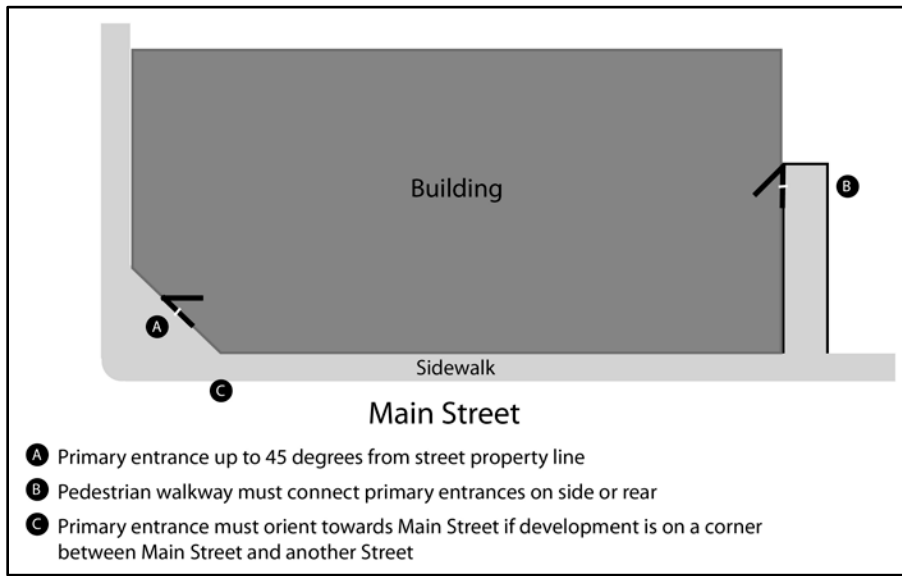 Building
B
A
Sidewalk
C
Main Street
A Primary entrance up to 45 degrees from street property line
B Pedestrian walkway must connect primary entrances on side or rear
C Primary entrance must orient towards Main Street if development is on a corner
between Main Street and another Street